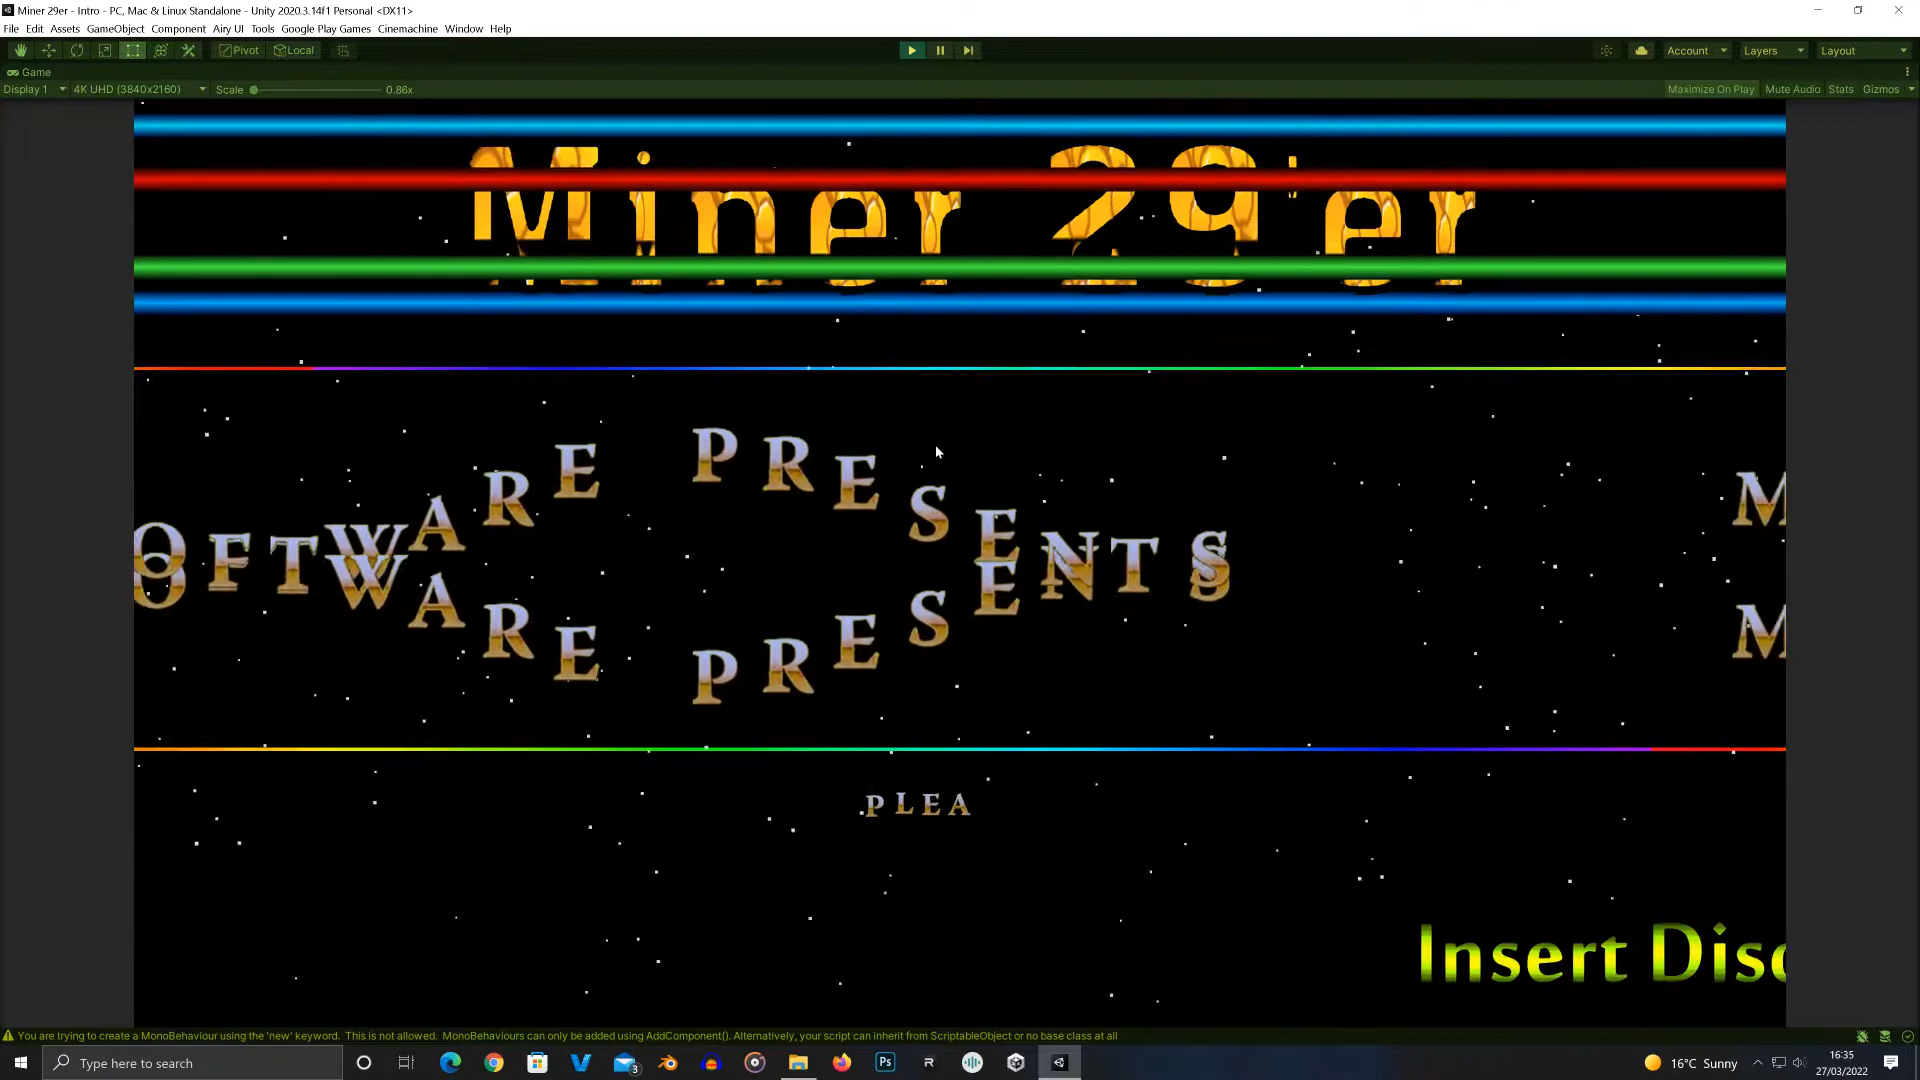 Miner 29er - Intro - PC, Mac & Linux Standalone - Unity 2020.3.14f1 Personal <DX11>
File Edit Assets GameObject Component Airy UI Tools Google Play Games Cinemachine Window Help
Pivot Local Account Layers Layout
Game
Display 1 4K UHD (3840x2160) Scale 0.86x Maximize On Play Mute Audio Stats Gizmos
Miner 29'er
OFTWARE PRESENTS M
OFTWARE PRESENTS M
PLEA
Insert Disc
You are trying to create a MonoBehaviour using the 'new' keyword. This is not allowed. MonoBehaviours can only be added using AddComponent(). Alternatively, your script can inherit from ScriptableObject or no base class at all
Type here to search 3 Ps R 16°C Sunny 16:35
27/03/2022